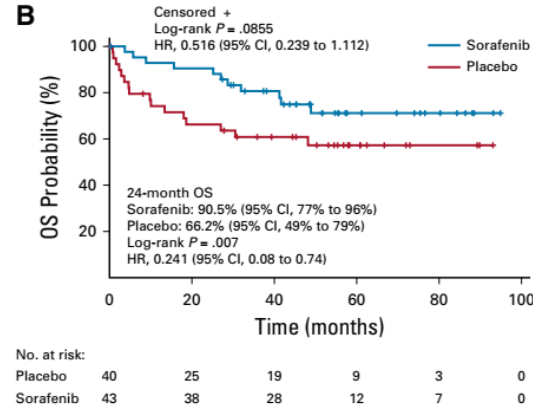 B
Censored +
Log-rank P = .0855
HR, 0.516 (95% CI, 0.239 to 1.112)
Sorafenib
Placebo
OS Probability (%)
100
80
60
40
20
24-month OS
Sorafenib: 90.5% (95% CI, 77% to 96%)
Placebo: 66.2% (95% CI, 49% to 79%)
Log-rank P = .007
HR, 0.241 (95% CI, 0.08 to 0.74)
0 20 40 60 80 100
Time (months)
No. at risk:
Placebo 40 25 19 9 3 0
Sorafenib 43 38 28 12 7 0